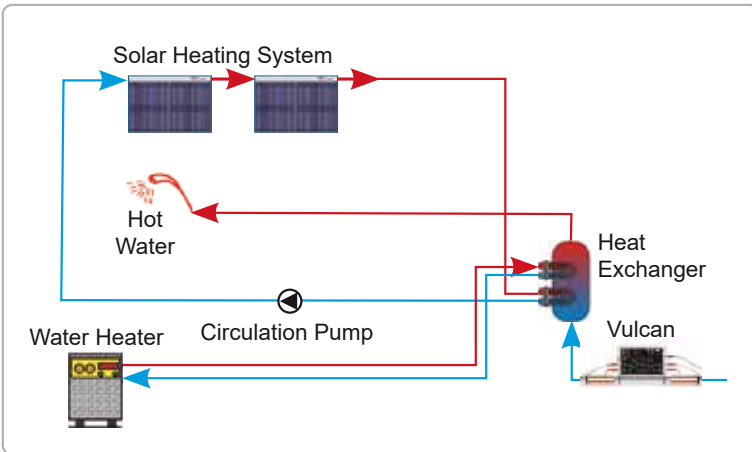 Solar Heating System
Hot
Water
Heat
Exchanger
Circulation Pump
Water Heater
Vulcan